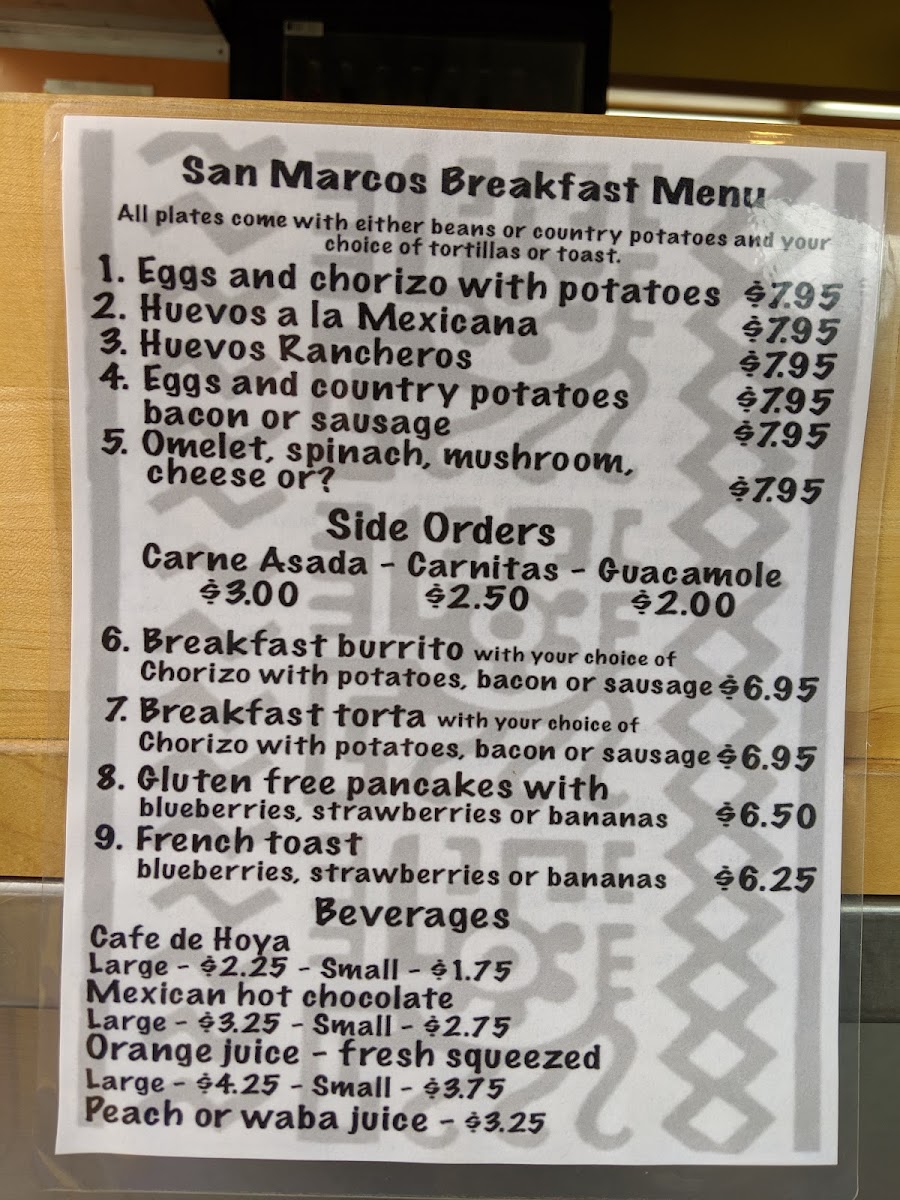 San Marcos Breakfast Menu
All plates come with either beans or country potatoes and your
choice of tortillas or toast.
1. Eggs and chorizo with potatoes $7.95
2. Huevos a la Mexicana $7.95
3. Huevos Rancheros $7.95
4. Eggs and country potatoes $7.95
bacon or sausage $7.95
5. Omelet, spinach, mushroom,
cheese or? $7.95
Side Orders
Carne Asada - Carnitas - Guacamole
$3.00 $2.50 $2.00
6. Breakfast burrito with your choice of
Chorizo with potatoes, bacon or sausage $6.95
7. Breakfast torta with your choice of
Chorizo with potatoes, bacon or sausage $6.95
8. Gluten free pancakes with
blueberries, strawberries or bananas $6.50
9. French toast
blueberries, strawberries or bananas $6.25
Beverages
Cafe de Hoya
Large - $2.25 - Small - $1.75
Mexican hot chocolate
Large - $3.25 - Small - $2.75
Orange juice - fresh squeezed
Large - $4.25 - Small - $3.75
Peach or waba juice - $3.25